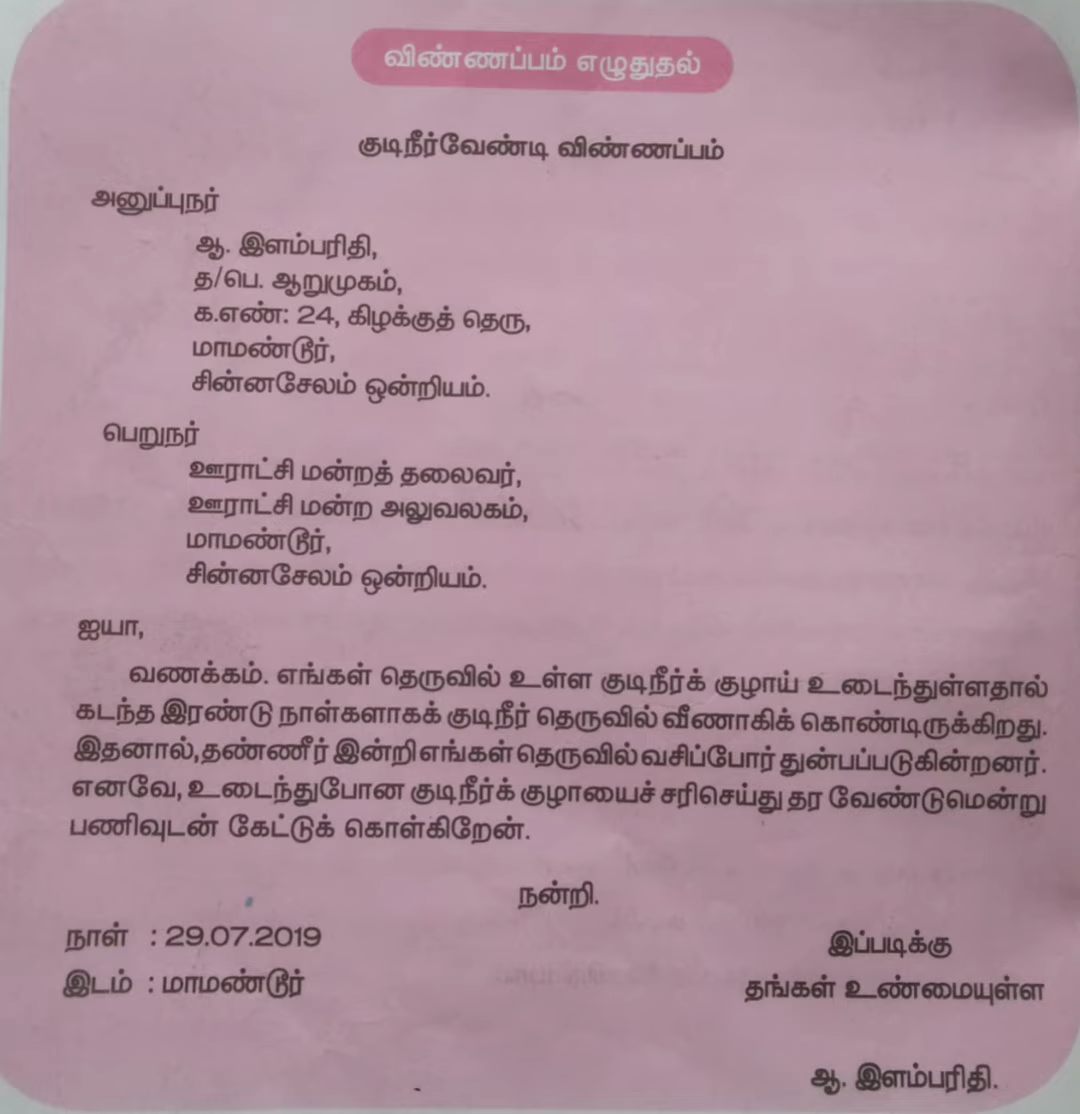 விண்ணப்பம் எழுதுதல்
குடிநீர்வேண்டி விண்ணப்பம்
அனுப்புநர்
ஆ. இளம்பரிதி,
த/பெ. ஆறுமுகம்,
க.எண்: 24, கிழக்குத் தெரு,
மாமண்டூர்,
சின்னசேலம் ஒன்றியம்.
பெறுநர்
ஊராட்சி மன்றத் தலைவர்,
ஊராட்சி மன்ற அலுவலகம்,
மாமண்டூர்,
சின்னசேலம் ஒன்றியம்.
ஐயா,
வணக்கம். எங்கள் தெருவில் உள்ள குடிநீர்க் குழாய் உடைந்துள்ளதால்
கடந்த இரண்டு நாள்களாகக் குடிநீர் தெருவில் வீணாகிக் கொண்டிருக்கிறது.
இதனால், தண்ணீர் இன்றி எங்கள் தெருவில் வசிப்போர் துன்பப்படுகின்றனர்.
எனவே, உடைந்துபோன குடிநீர்க் குழாயைச் சரிசெய்து தர வேண்டுமென்று
பணிவுடன் கேட்டுக் கொள்கிறேன்.
நன்றி.
நாள் : 29.07.2019
இப்படிக்கு
இடம் : மாமண்டூர்
தங்கள் உண்மையுள்ள
ஆ. இளம்பரிதி.